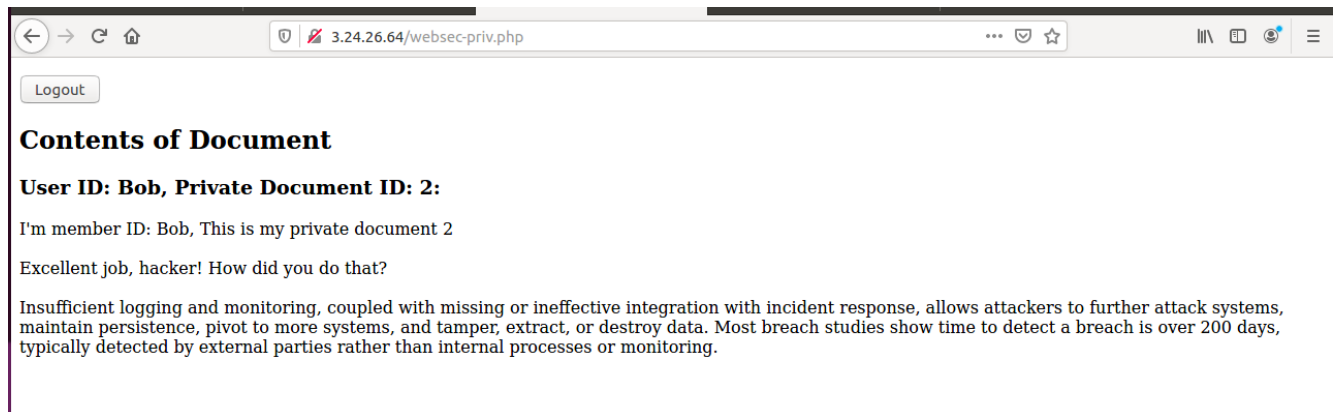 3.24.26.64/websec-priv.php
Logout
Contents of Document
User ID: Bob, Private Document ID: 2:
I'm member ID: Bob, This is my private document 2
Excellent job, hacker! How did you do that?
Insufficient logging and monitoring, coupled with missing or ineffective integration with incident response, allows attackers to further attack systems,
maintain persistence, pivot to more systems, and tamper, extract, or destroy data. Most breach studies show time to detect a breach is over 200 days,
typically detected by external parties rather than internal processes or monitoring.